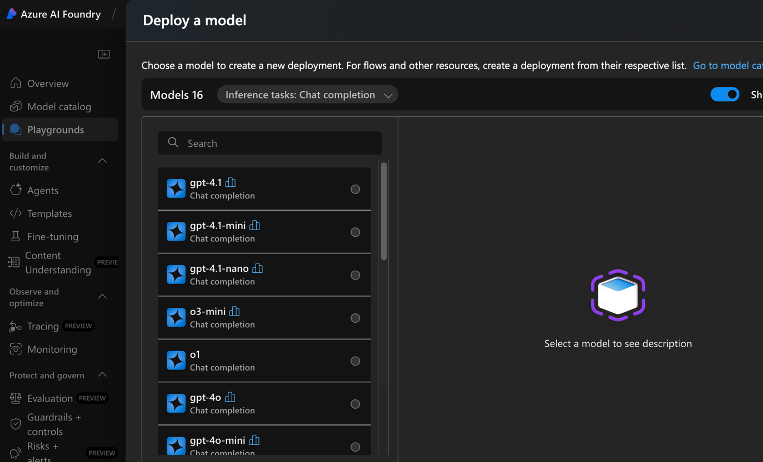 Azure AI Foundry /
Deploy a model
Choose a model to create a new deployment. For flows and other resources, create a deployment from their respective list. Go to model cat
Models 16
Inference tasks: Chat completion
Sh
Overview
Model catalog
Playgrounds
Build and
customize
Agents
Templates
Fine-tuning
Content
Understanding PREVIE
Observe and
optimize
Tracing PREVIEW
Monitoring
Protect and govern
Evaluation PREVIEW
Guardrails +
controls
Risks +
alerts PREVIEW
Search
gpt-4.1
Chat completion
gpt-4.1-mini
Chat completion
gpt-4.1-nano
Chat completion
o3-mini
Chat completion
o1
Chat completion
gpt-4o
Chat completion
gpt-4o-mini
Chat completion
Select a model to see description